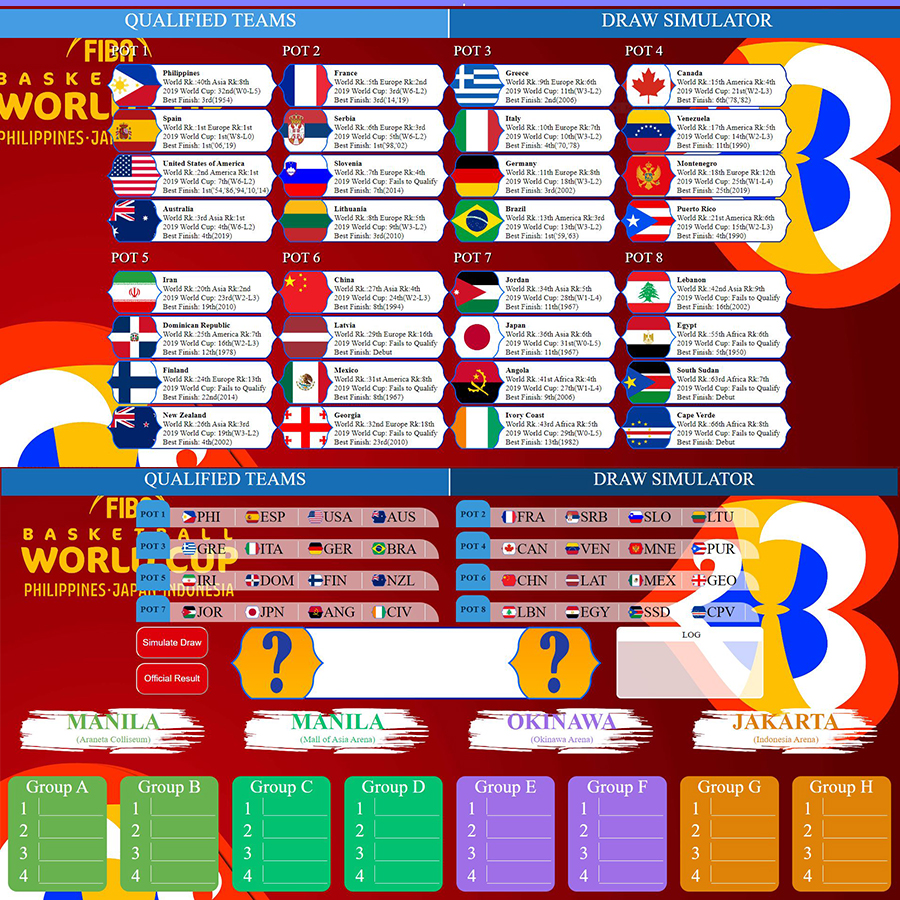 QUALIFIED TEAMS
DRAW SIMULATOR
FIBA
BASKE
WORL
PHILIPPINES·JA
POT 1
Philippines
World Rk.:40th Asia Rk:8th
2019 World Cup: 32nd(W0-L5)
Best Finish: 3rd(1954)
Spain
World Rk.:1st Europe Rk:1st
2019 World Cup: 1st(W8-L0)
Best Finish: 1st('06,'19)
United States of America
World Rk.:2nd America Rk:1st
2019 World Cup: 7th(W6-L2)
Best Finish: 1st('54,'86,'94,'10,'14)
Australia
World Rk.:3rd Asia Rk:1st
2019 World Cup: 4th(W6-L2)
Best Finish: 4th(2019)
POT 2
France
World Rk.:5th Europe Rk:2nd
2019 World Cup: 3rd(W6-L2)
Best Finish: 3rd('14,'19)
Serbia
World Rk.:6th Europe Rk:3rd
2019 World Cup: 5th(W6-L2)
Best Finish: 1st('98,'02)
Slovenia
World Rk.:7th Europe Rk:4th
2019 World Cup: Fails to Qualify
Best Finish: 7th(2014)
Lithuania
World Rk.:8th Europe Rk:5th
2019 World Cup: 9th(W3-L2)
Best Finish: 3rd(2010)
POT 3
Greece
World Rk.:9th Europe Rk:6th
2019 World Cup: 11th(W3-L2)
Best Finish: 2nd(2006)
Italy
World Rk.:10th Europe Rk:7th
2019 World Cup: 10th(W3-L2)
Best Finish: 4th('70,'78)
Germany
World Rk.:11th Europe Rk:8th
2019 World Cup: 18th(W3-L2)
Best Finish: 3rd(2002)
Brazil
World Rk.:13th America Rk:3rd
2019 World Cup: 13th(W3-L2)
Best Finish: 1st('59,'63)
POT 4
Canada
World Rk.:15th America Rk:4th
2019 World Cup: 21st(W2-L3)
Best Finish: 6th('78,'82)
Venezuela
World Rk.:17th America Rk:5th
2019 World Cup: 14th(W2-L3)
Best Finish: 11th(1990)
Montenegro
World Rk.:18th Europe Rk:12th
2019 World Cup: 25th(W1-L4)
Best Finish: 25th(2019)
Puerto Rico
World Rk.:21st America Rk:6th
2019 World Cup: 15th(W2-L3)
Best Finish: 4th(1990)
POT 5
Iran
World Rk.:20th Asia Rk:2nd
2019 World Cup: 23rd(W2-L3)
Best Finish: 19th(2010)
Dominican Republic
World Rk.:25th America Rk:7th
2019 World Cup: 16th(W2-L3)
Best Finish: 12th(1978)
Finland
World Rk.:24th Europe Rk:13th
2019 World Cup: Fails to Qualify
Best Finish: 22nd(2014)
New Zealand
World Rk.:26th Asia Rk:3rd
2019 World Cup: 19th(W3-L2)
Best Finish: 4th(2002)
POT 6
China
World Rk.:27th Asia Rk:4th
2019 World Cup: 24th(W2-L3)
Best Finish: 8th(1994)
Latvia
World Rk.:29th Europe Rk:16th
2019 World Cup: Fails to Qualify
Best Finish: Debut
Mexico
World Rk.:31st America Rk:8th
2019 World Cup: Fails to Qualify
Best Finish: 8th(1967)
Georgia
World Rk.:32nd Europe Rk:18th
2019 World Cup: Fails to Qualify
Best Finish: 23rd(2010)
POT 7
Jordan
World Rk.:34th Asia Rk:5th
2019 World Cup: 28th(W1-L4)
Best Finish: 11th(1967)
Japan
World Rk.:36th Asia Rk:6th
2019 World Cup: 31st(W0-L5)
Best Finish: 11th(1967)
Angola
World Rk.:41st Africa Rk:4th
2019 World Cup: 27th(W1-L4)
Best Finish: 9th(2006)
Ivory Coast
World Rk.:43rd Africa Rk:5th
2019 World Cup: 29th(W0-L5)
Best Finish: 13th(1982)
POT 8
Lebanon
World Rk.:42nd Asia Rk:9th
2019 World Cup: Fails to Qualify
Best Finish: 16th(2002)
Egypt
World Rk.:55th Africa Rk:6th
2019 World Cup: Fails to Qualify
Best Finish: 5th(1950)
South Sudan
World Rk.:63rd Africa Rk:7th
2019 World Cup: Fails to Qualify
Best Finish: Debut
Cape Verde
World Rk.:66th Africa Rk:8th
2019 World Cup: Fails to Qualify
Best Finish: Debut
QUALIFIED TEAMS
DRAW SIMULATOR
FIBA
BASKETBALL
WORLD CUP
PHILIPPINES·JAPAN·INDONESIA
POT 1 PHI ESP USA AUS
POT 2 FRA SRB SLO LTU
POT 3 GRE ITA GER BRA
POT 4 CAN VEN MNE PUR
POT 5 IRI DOM FIN NZL
POT 6 CHN LAT MEX GEO
POT 7 JOR JPN ANG CIV
POT 8 LBN EGY SSD CPV
Simulate Draw
Official Result
?
?
LOG
MANILA
(Araneta Colliseum)
MANILA
(Mall of Asia Arena)
OKINAWA
(Okinawa Arena)
JAKARTA
(Indonesia Arena)
Group A
1
2
3
4
Group B
1
2
3
4
Group C
1
2
3
4
Group D
1
2
3
4
Group E
1
2
3
4
Group F
1
2
3
4
Group G
1
2
3
4
Group H
1
2
3
4